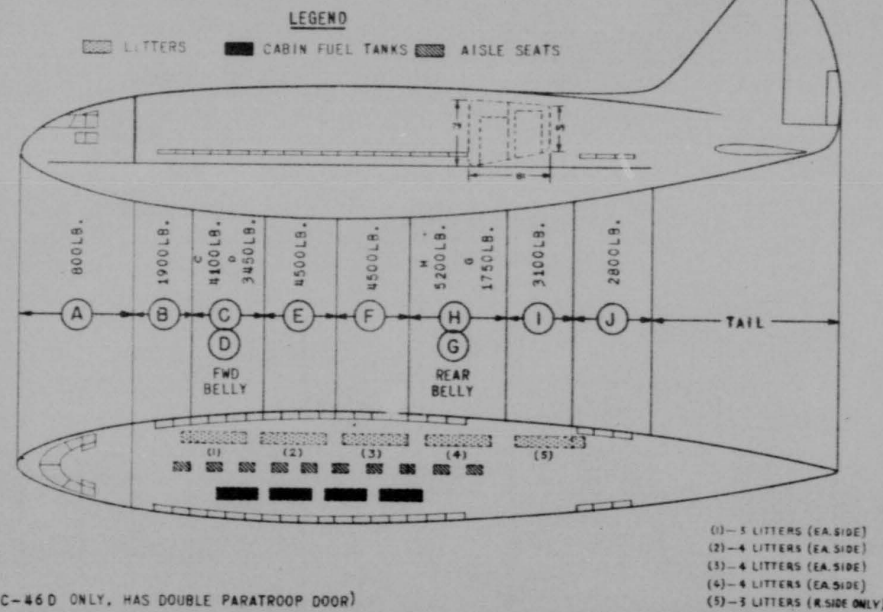 LEGEND
LITTERS CABIN FUEL TANKS AISLE SEATS
800LB.
1900LB.
C
4100LB.
D
3450LB.
4500LB.
4500LB.
H
5200LB.
G
1750LB.
3100LB.
2800LB.
A B C E F H I J TAIL
D G
FWD
BELLY
REAR
BELLY
(1) (2) (3) (4) (5)
(1)-3 LITTERS (EA.SIDE)
(2)-4 LITTERS (EA.SIDE)
(3)-4 LITTERS (EA.SIDE)
(4)-4 LITTERS (EA.SIDE)
(5)-3 LITTERS (R.SIDE ONLY)
C-46D ONLY, HAS DOUBLE PARATROOP DOOR)